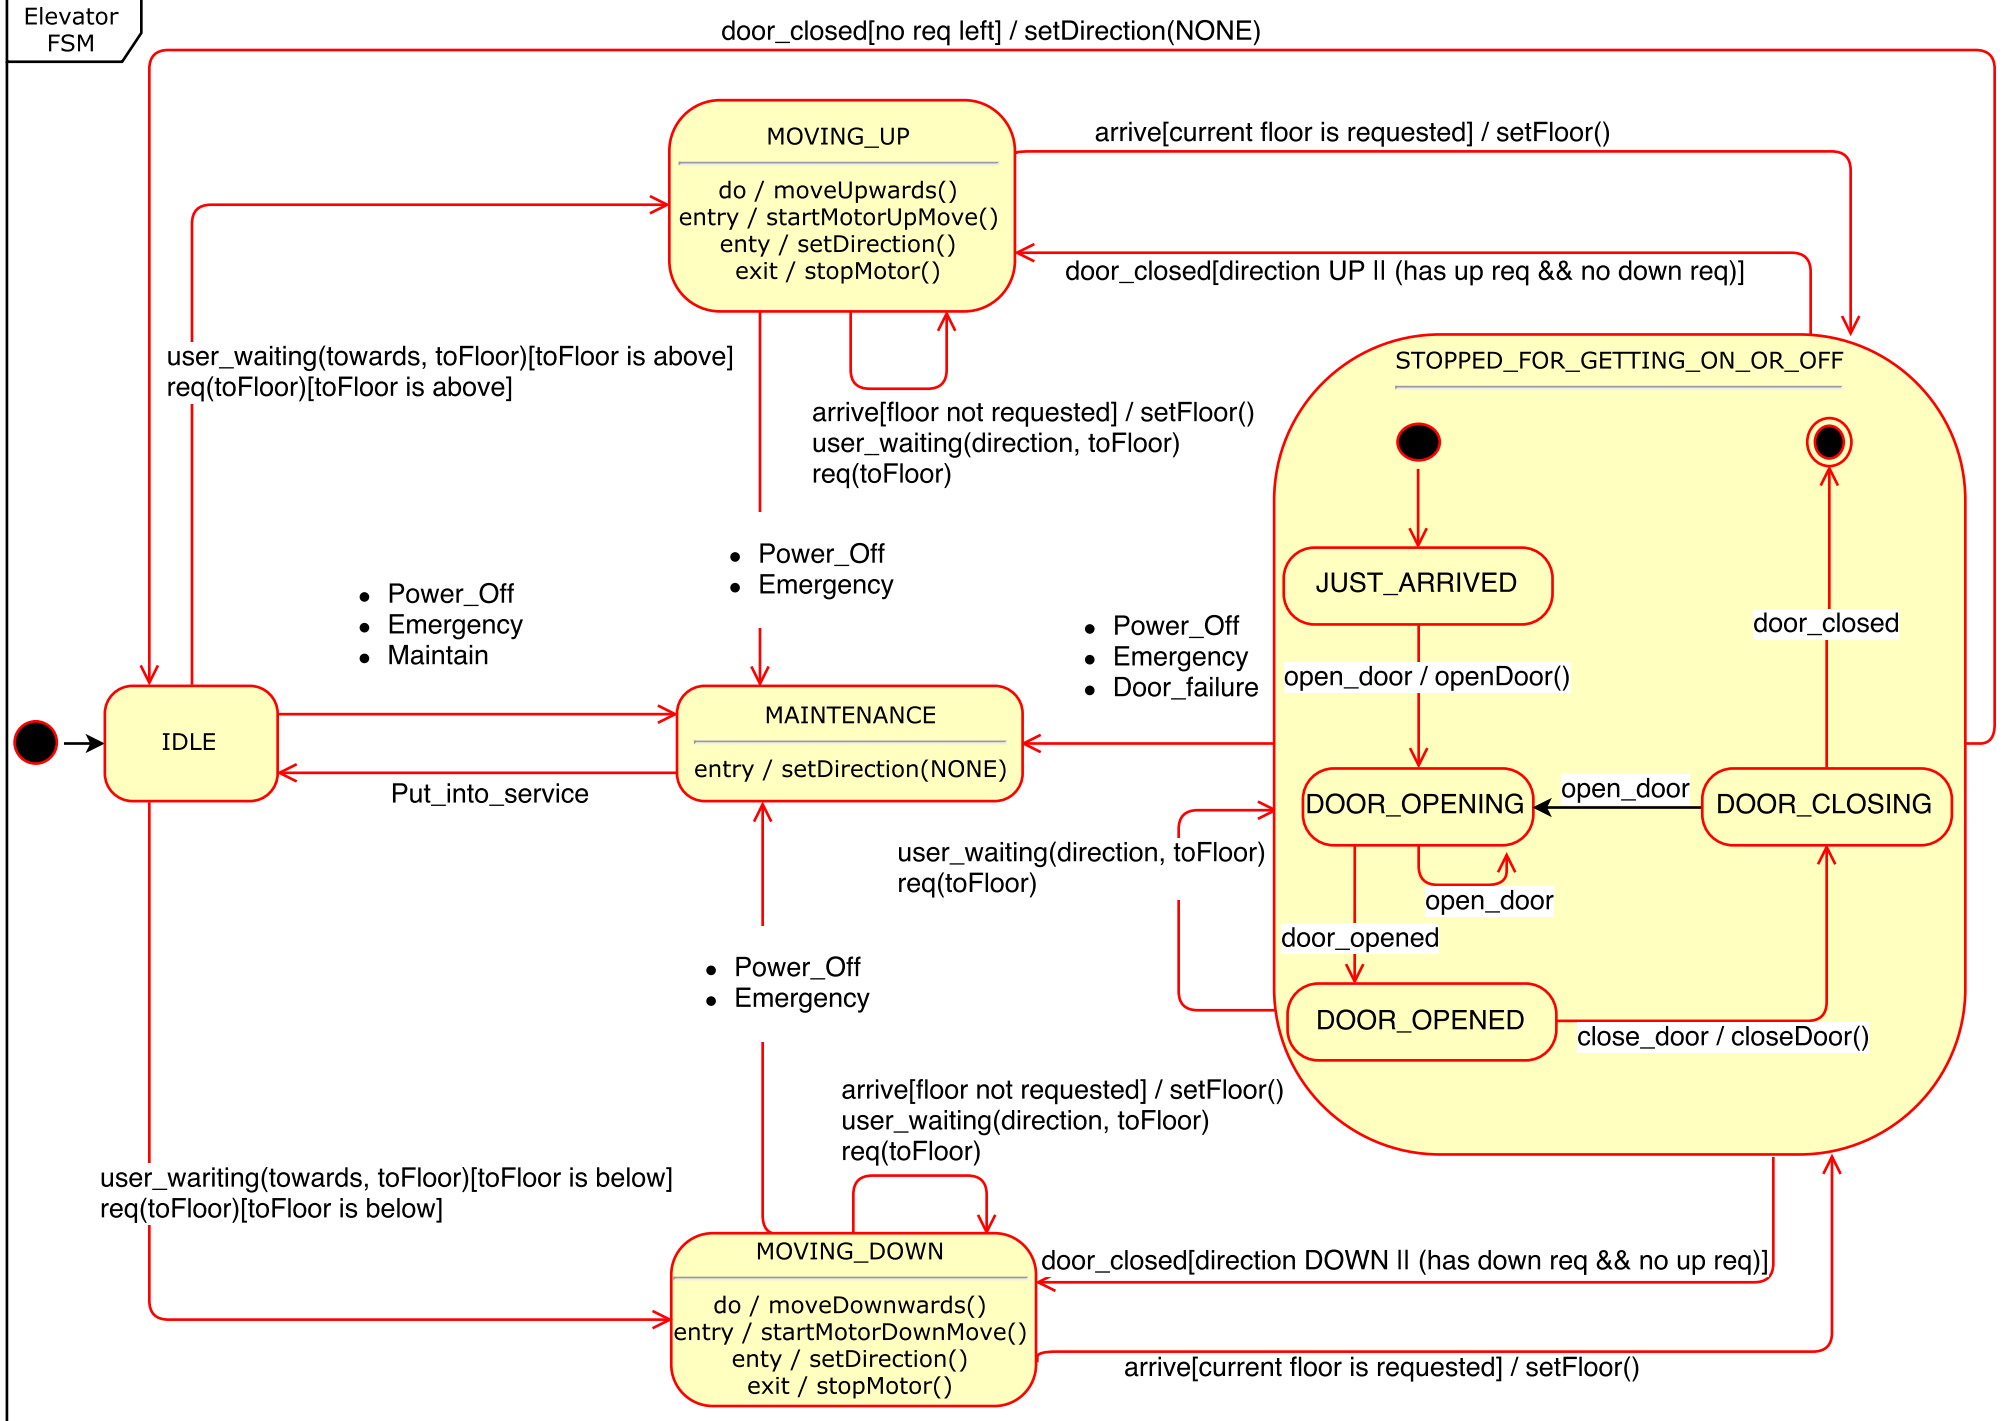 Elevator
FSM
door_closed[no req left] / setDirection(NONE)
MOVING_UP
do / moveUpwards()
entry / startMotorUpMove()
enty / setDirection()
exit / stopMotor()
arrive[current floor is requested] / setFloor()
door_closed[direction UP || (has up req && no down req)]
user_waiting(towards, toFloor)[toFloor is above]
req(toFloor)[toFloor is above]
arrive[floor not requested] / setFloor()
user_waiting(direction, toFloor)
req(toFloor)
STOPPED_FOR_GETTING_ON_OR_OFF
• Power_Off
• Emergency
• Power_Off
• Emergency
• Maintain
JUST_ARRIVED
door_closed
• Power_Off
• Emergency
• Door_failure
open_door / openDoor()
IDLE
MAINTENANCE
entry / setDirection(NONE)
Put_into_service
DOOR_OPENING
open_door
DOOR_CLOSING
user_waiting(direction, toFloor)
req(toFloor)
open_door
door_opened
DOOR_OPENED
close_door / closeDoor()
• Power_Off
• Emergency
arrive[floor not requested] / setFloor()
user_waiting(direction, toFloor)
req(toFloor)
user_wariting(towards, toFloor)[toFloor is below]
req(toFloor)[toFloor is below]
MOVING_DOWN
do / moveDownwards()
entry / startMotorDownMove()
enty / setDirection()
exit / stopMotor()
door_closed[direction DOWN || (has down req && no up req)]
arrive[current floor is requested] / setFloor()